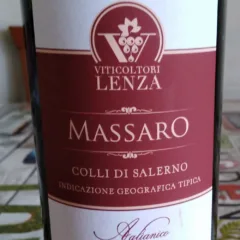 VITICOLTORI
LENZA
MASSARO
COLLI DI SALERNO
INDICAZIONE GEOGRAFICA TIPICA
Aglianico